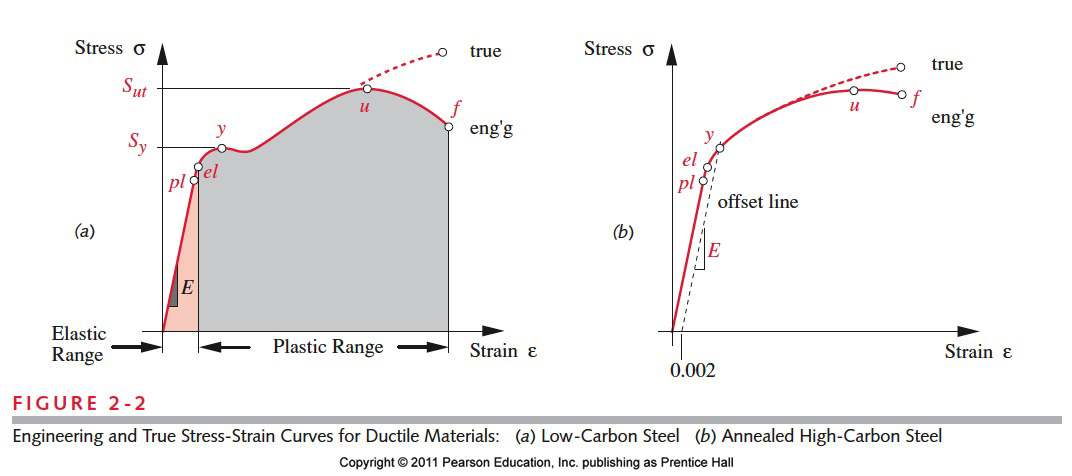 Stress σ
true
Sut
u
f
eng'g
y
Sy
el
pl
(a)
E
Elastic
Range
Plastic Range
Strain ε
Stress σ
true
u
f
eng'g
y
el
pl
offset line
(b)
E
Strain ε
0.002
FIGURE 2-2
Engineering and True Stress-Strain Curves for Ductile Materials: (a) Low-Carbon Steel (b) Annealed High-Carbon Steel
Copyright © 2011 Pearson Education, Inc. publishing as Prentice Hall